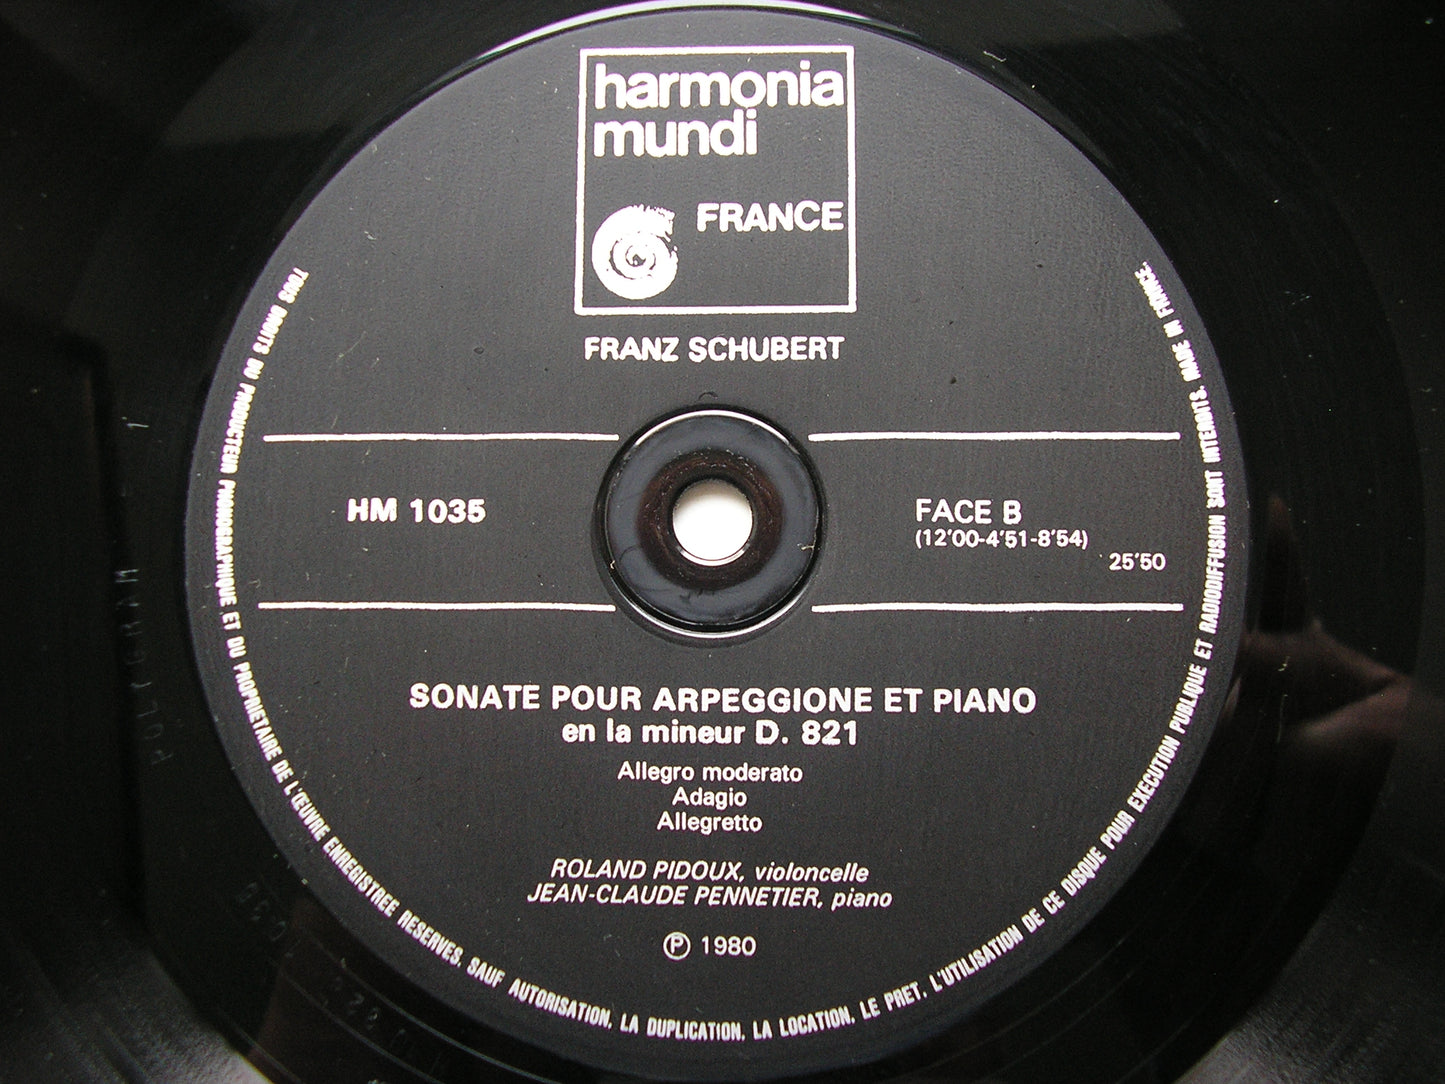 harmonia
mundi
FRANCE
FRANZ SCHUBERT
HM 1035
FACE B
(12'00-4'51-8'54)
25'50
SONATE POUR ARPEGGIONE ET PIANO
en la mineur D. 821
Allegro moderato
Adagio
Allegretto
ROLAND PIDOUX, violoncelle
JEAN-CLAUDE PENNETIER, piano
Ⓟ 1980
TOUS DROITS DU PRODUCTEUR PHONOGRAPHIQUE ET DU PROPRIETAIRE DE L'ŒUVRE ENREGISTREE RESERVES. SAUF AUTORISATION, LA DUPLICATION, LA LOCATION, LE PRET, L'UTILISATION DE CE DISQUE POUR EXECUTION PUBLIQUE ET RADIODIFFUSION SONT INTERDITS. MADE IN FRANCE.
POLYGRAM